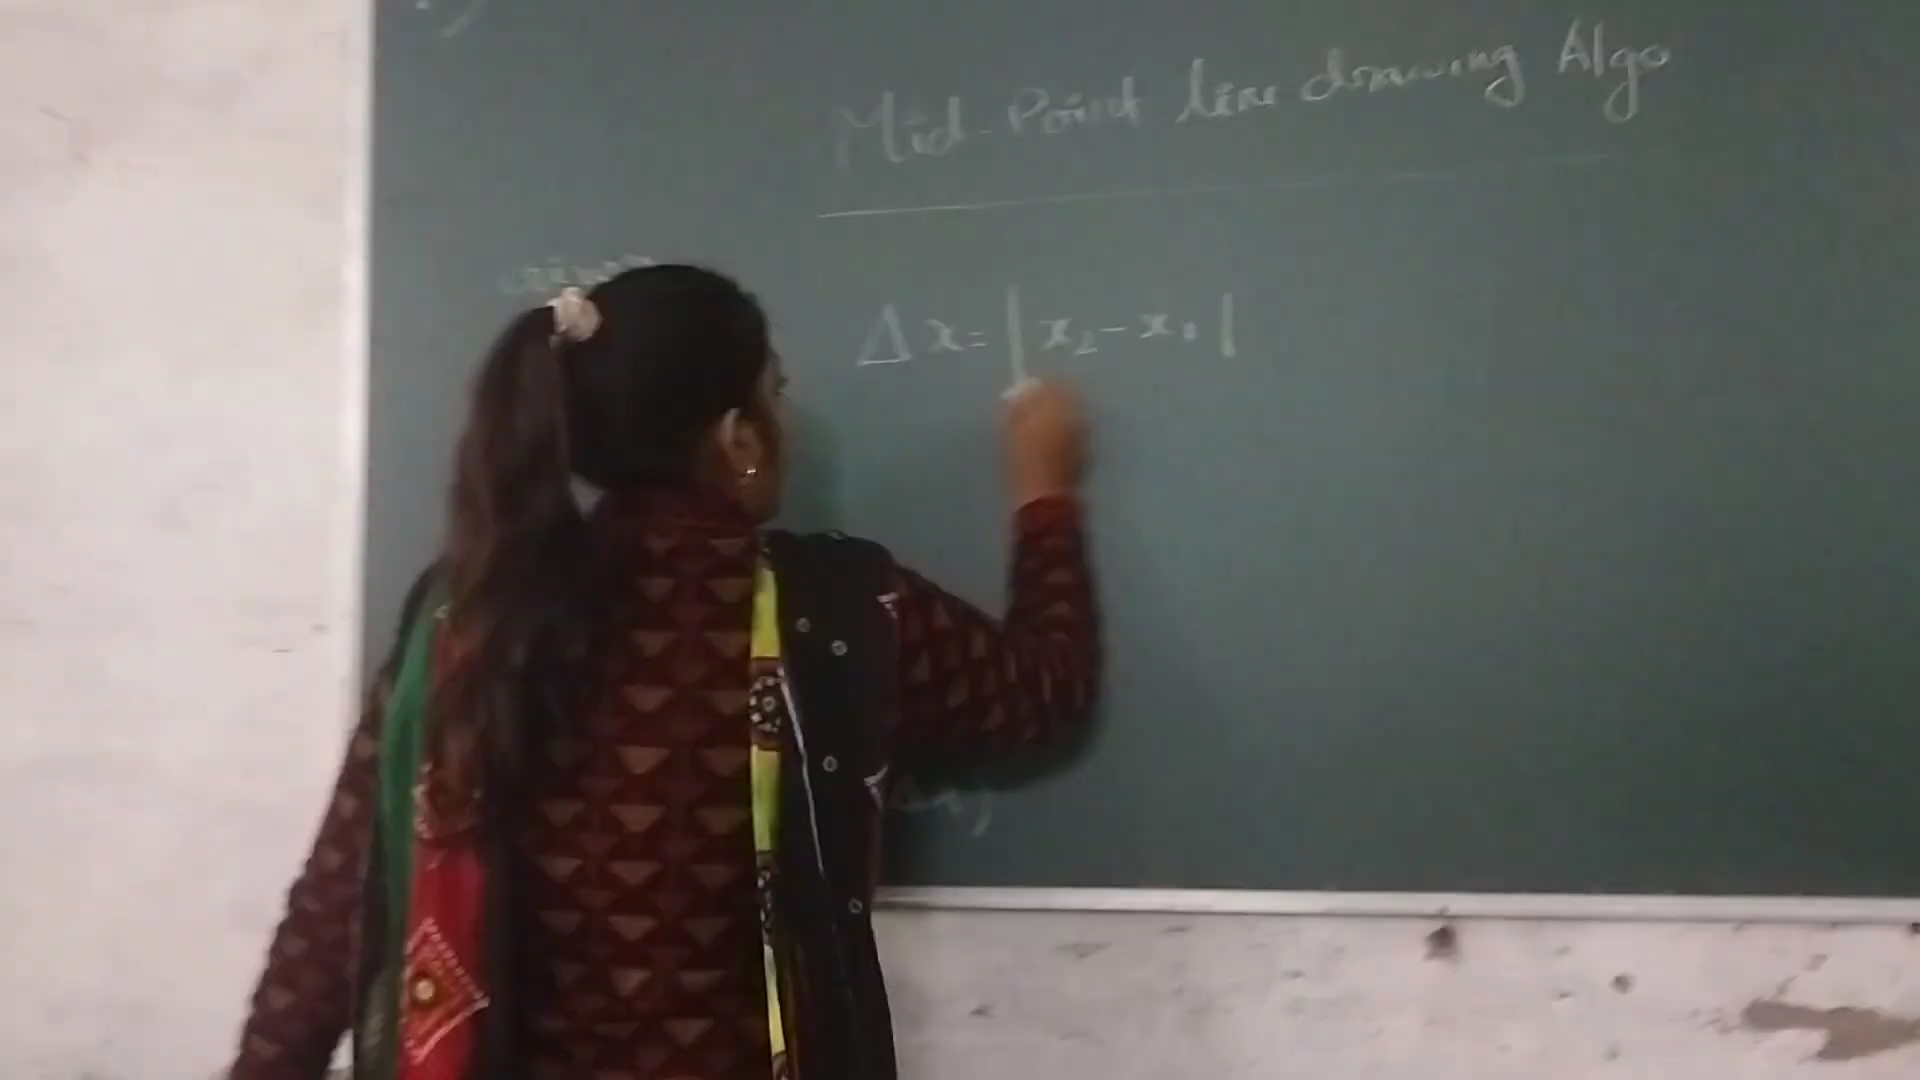 Mid-Point line drawing Algo
Δx=|x₂-x₁|